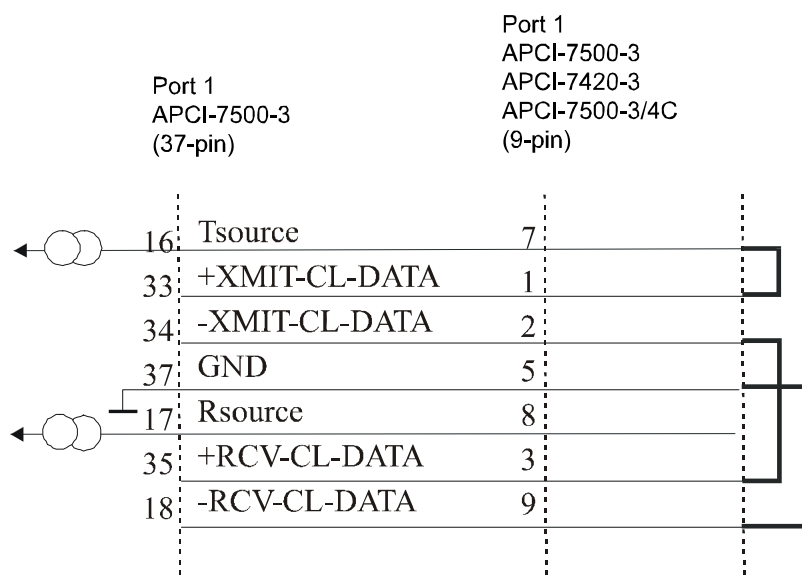 Port 1
APCI-7500-3
APCI-7420-3
APCI-7500-3/4C
(9-pin)
Port 1
APCI-7500-3
(37-pin)
16 Tsource 7
33 +XMIT-CL-DATA 1
34 -XMIT-CL-DATA 2
37 GND 5
17 Rsource 8
35 +RCV-CL-DATA 3
18 -RCV-CL-DATA 9